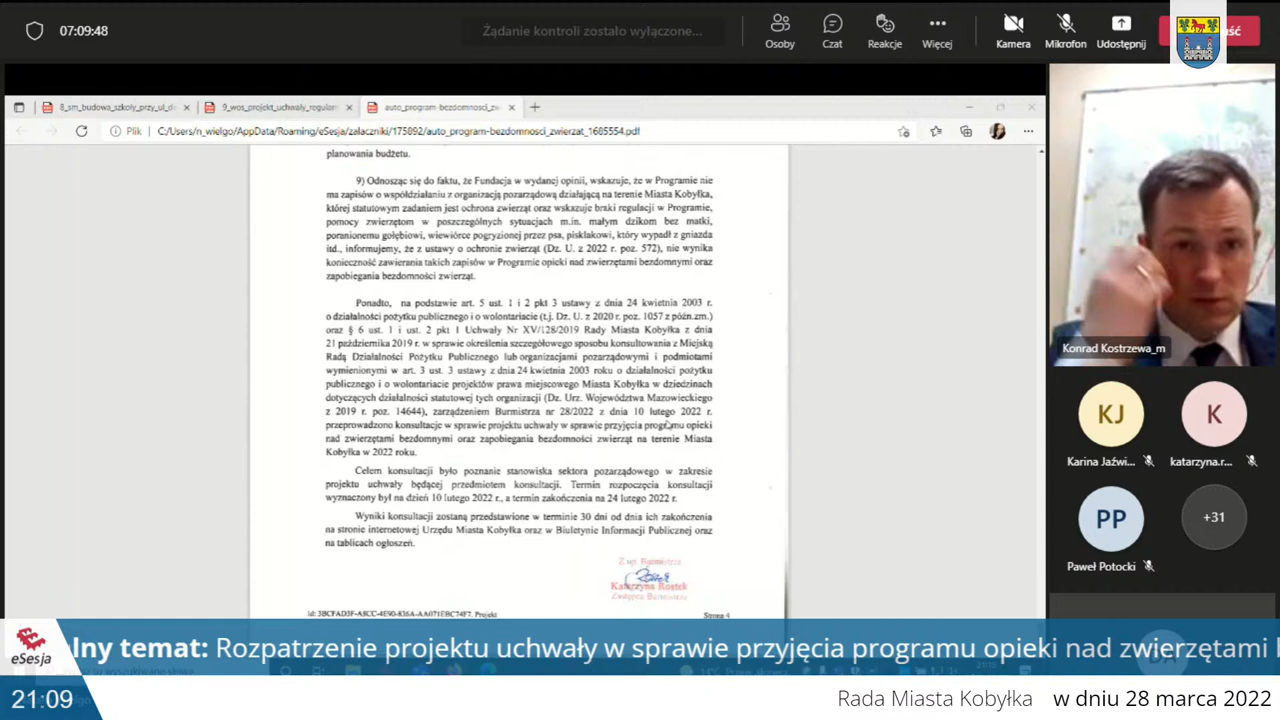 07:09:48
Żądanie kontroli zostało wyłączone...
Osoby
Czat
Reakcje
Więcej
Kamera
Mikrofon
Udostępnij
ść
8_sm_budowa_szkoly_przy_ul_d
9_wos_projekt_uchwaly_regulam
auto_program-bezdomnosci_zw
Plik
C:/Users/n_wielgo/AppData/Roaming/eSesja/zalaczniki/175892/auto_program-bezdomnosci_zwierzat_1685554.pdf
planowania budżetu.
9) Odnosząc się do faktu, że Fundacja w wydanej opinii, wskazuje, że w Programie nie
ma zapisów o współdziałaniu z organizacją pozarządową działającą na terenie Miasta Kobyłka,
której statutowym zadaniem jest ochrona zwierząt oraz wskazuje braki regulacji w Programie,
pomocy zwierzętom w poszczególnych sytuacjach m.in. małym dzikom bez matki,
poranionemu gołębiowi, wiewiórce pogryzionej przez psa, pisklakowi, który wypadł z gniazda
itd., informujemy, że z ustawy o ochronie zwierząt (Dz. U. z 2022 r. poz. 572), nie wynika
konieczność zawierania takich zapisów w Programie opieki nad zwierzętami bezdomnymi oraz
zapobiegania bezdomności zwierząt.
Ponadto, na podstawie art. 5 ust. 1 i 2 pkt 3 ustawy z dnia 24 kwietnia 2003 r.
o działalności pożytku publicznego i o wolontariacie (t.j. Dz. U. z 2020 r. poz. 1057 z późn.zm.)
oraz § 6 ust. 1 i ust. 2 pkt 1 Uchwały Nr XV/128/2019 Rady Miasta Kobyłka z dnia
21 października 2019 r. w sprawie określenia szczegółowego sposobu konsultowania z Miejską
Radą Działalności Pożytku Publicznego lub organizacjami pozarządowymi i podmiotami
wymienionymi w art. 3 ust. 3 ustawy z dnia 24 kwietnia 2003 roku o działalności pożytku
publicznego i o wolontariacie projektów prawa miejscowego Miasta Kobyłka w dziedzinach
dotyczących działalności statutowej tych organizacji (Dz. Urz. Województwa Mazowieckiego
z 2019 r. poz. 14644), zarządzeniem Burmistrza nr 28/2022 z dnia 10 lutego 2022 r.
przeprowadzono konsultacje w sprawie projektu uchwały w sprawie przyjęcia programu opieki
nad zwierzętami bezdomnymi oraz zapobiegania bezdomności zwierząt na terenie Miasta
Kobyłka w 2022 roku.
Celem konsultacji było poznanie stanowiska sektora pozarządowego w zakresie
projektu uchwały będącej przedmiotem konsultacji. Termin rozpoczęcia konsultacji
wyznaczony był na dzień 10 lutego 2022 r., a termin zakończenia na 24 lutego 2022 r.
Wyniki konsultacji zostaną przedstawione w terminie 30 dni od dnia ich zakończenia
na stronie internetowej Urzędu Miasta Kobyłka oraz w Biuletynie Informacji Publicznej oraz
na tablicach ogłoszeń.
Z up. Burmistrza
Katarzyna Rostek
Zastępca Burmistrza
Id: 3BCFAD3F-A8CC-4E90-836A-AA071EBC74F7. Projekt
Strona 4
Konrad Kostrzewa_m
KJ
Karina Jaźwi...
K
katarzyna.r...
PP
Paweł Potocki
+31
eSesja
lny temat: Rozpatrzenie projektu uchwały w sprawie przyjęcia programu opieki nad zwierzętami
21:09
Rada Miasta Kobyłka w dniu 28 marca 2022